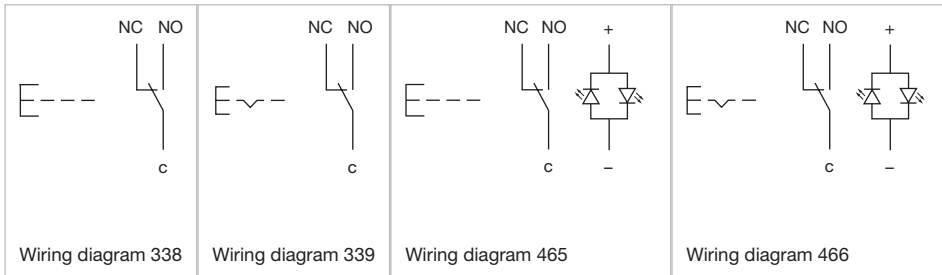 NC NO
c
Wiring diagram 338
NC NO
c
Wiring diagram 339
NC NO +
c –
Wiring diagram 465
NC NO +
c –
Wiring diagram 466